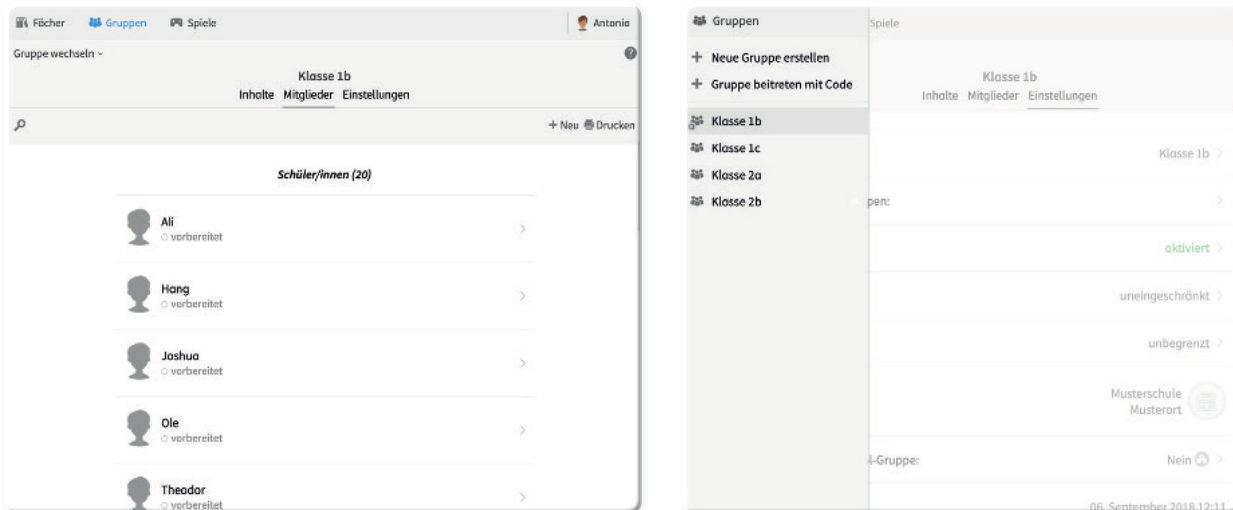 Fächer Gruppen Spiele Antonia
Gruppe wechseln
Klasse 1b
Inhalte Mitglieder Einstellungen
+ Neu Drucken
Schüler/innen (20)
Ali
vorbereitet
Hang
vorbereitet
Joshua
vorbereitet
Ole
vorbereitet
Theodor
vorbereitet
Gruppen
+ Neue Gruppe erstellen
+ Gruppe beitreten mit Code
Klasse 1b
Klasse 1c
Klasse 2a
Klasse 2b
Spiele
Klasse 1b
Inhalte Mitglieder Einstellungen
Klasse 1b
pen:
aktiviert
uneingeschränkt
unbegrenzt
Musterschule
Musterort
l-Gruppe: Nein
06. September 2018 12:11